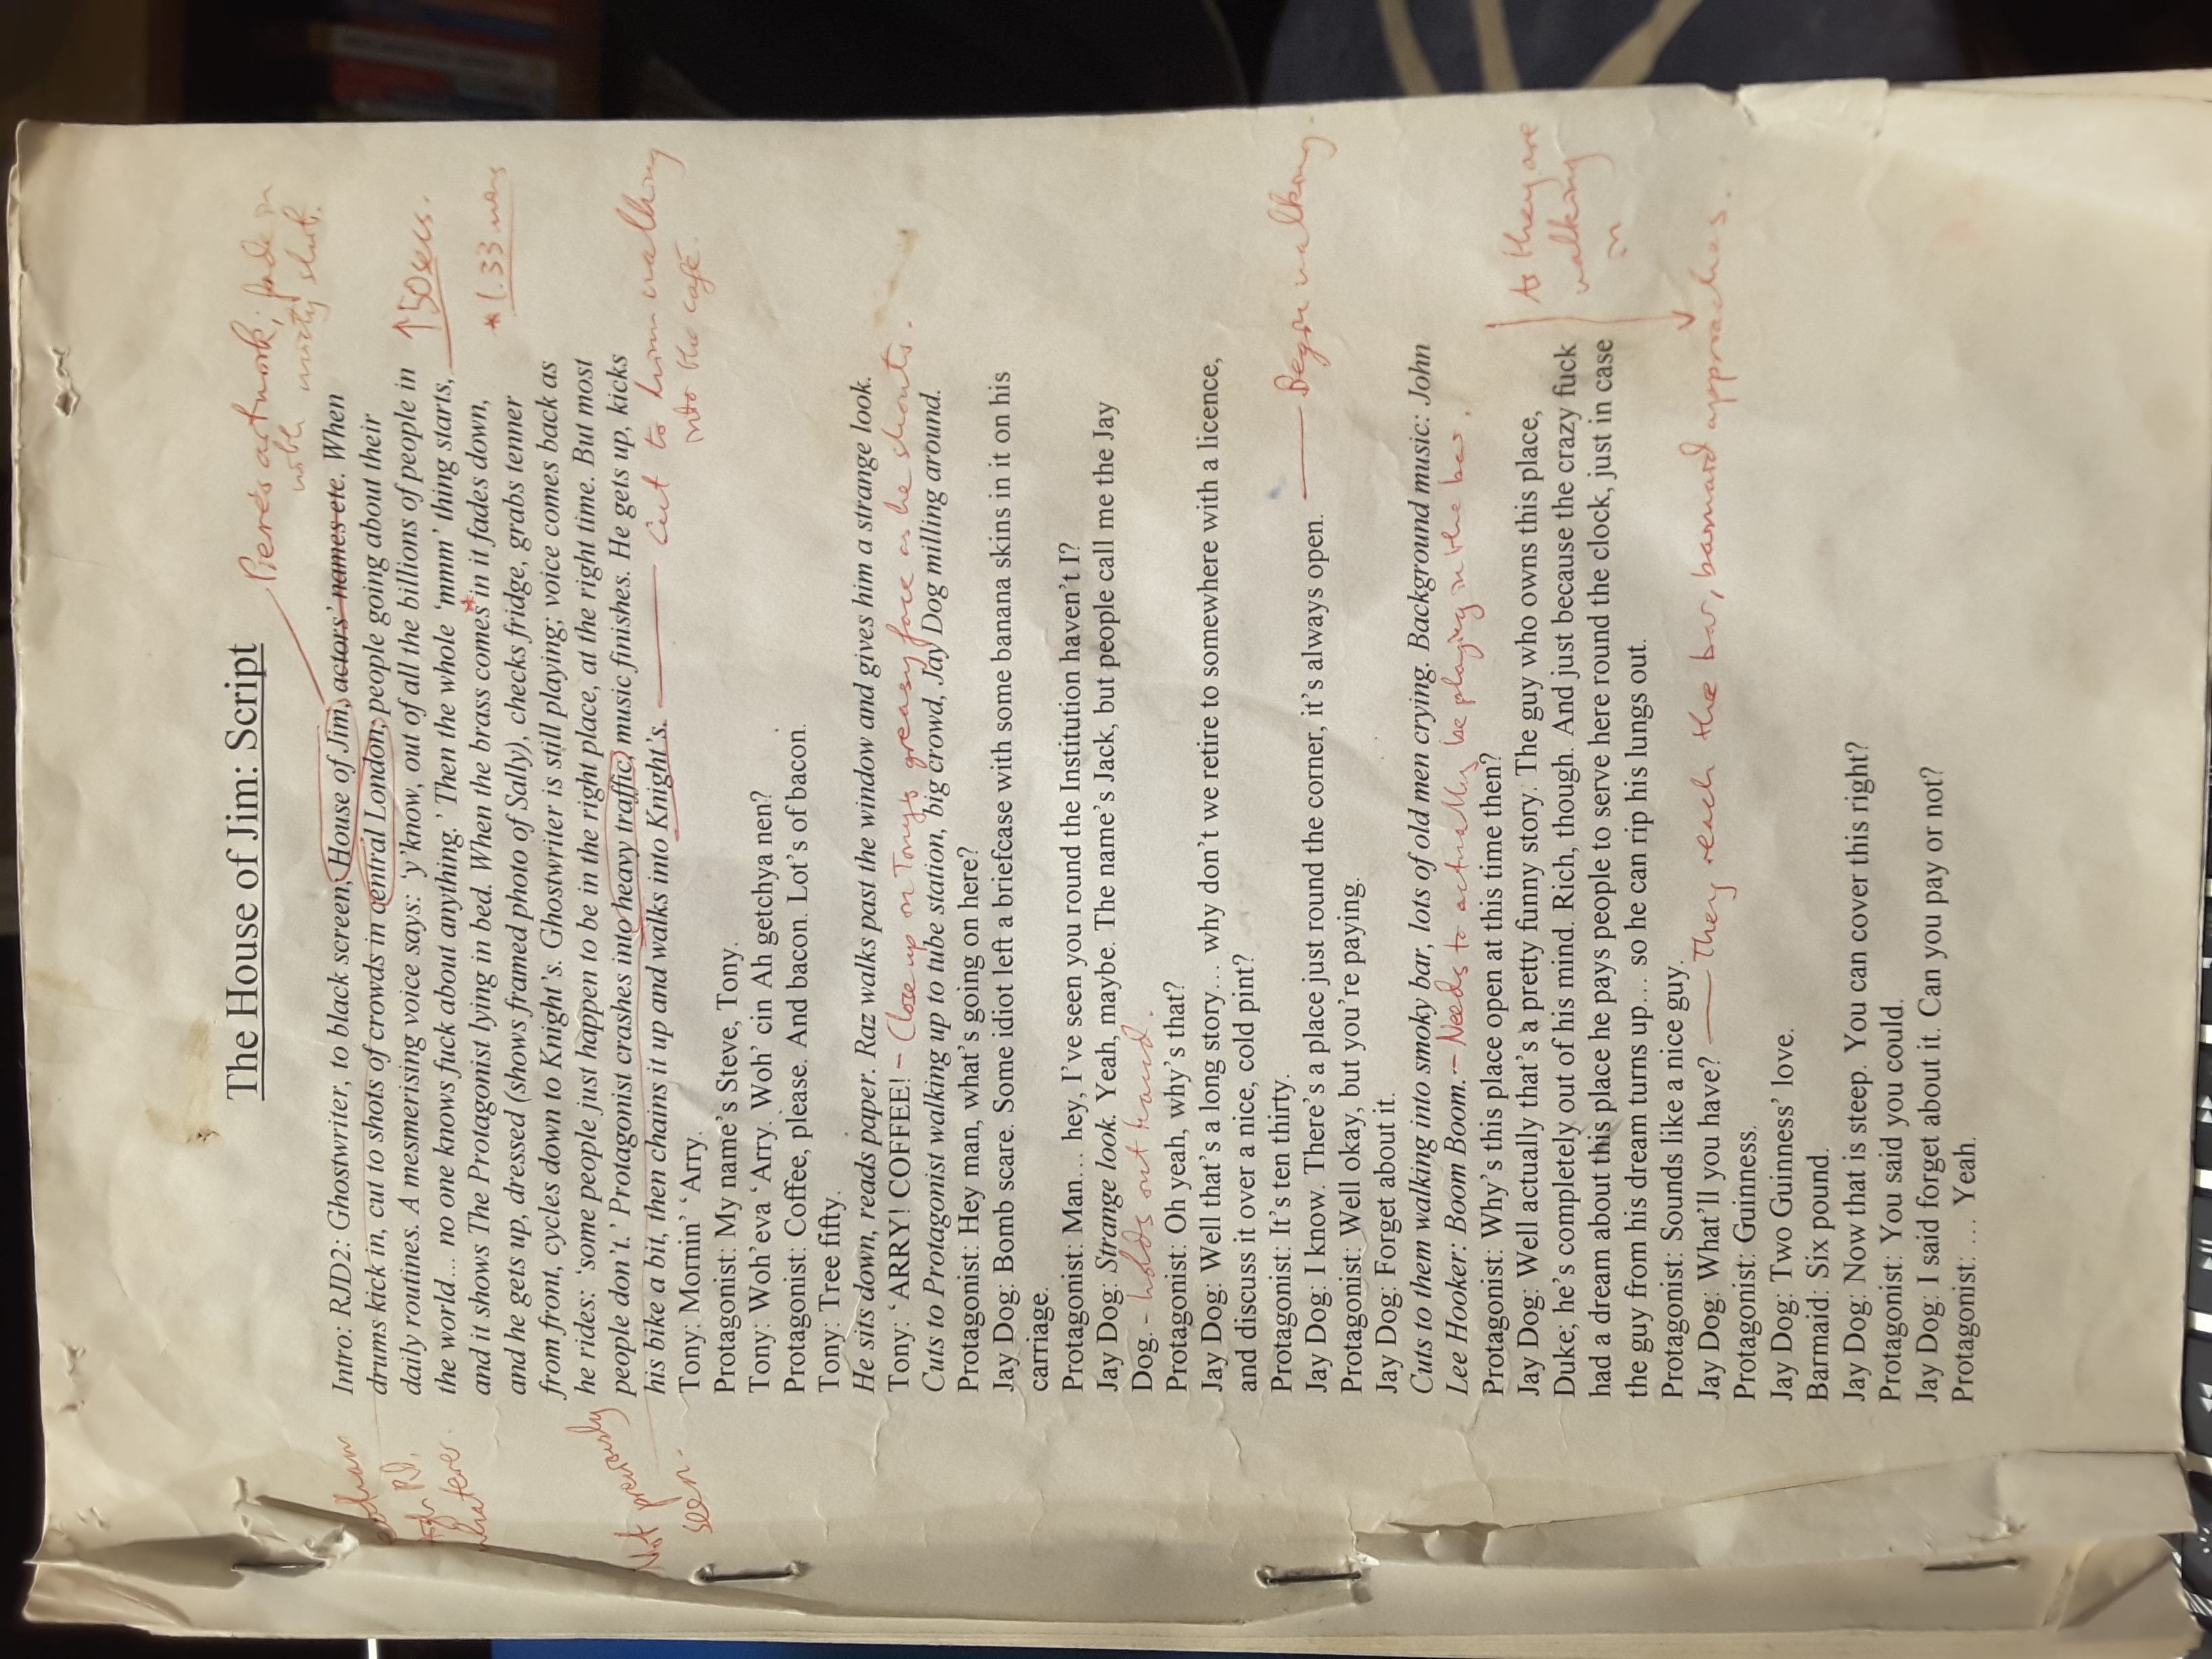 The House of Jim: Script
Piere's artwork; fade in
with misty shot.
Intro: RJD2: Ghostwriter, to black screen; House of Jim, actors' names etc. When
drums kick in, cut to shots of crowds in central London; people going about their
daily routines. A mesmerising voice says: 'y'know, out of all the billions of people in
the world… no one knows fuck about anything.' Then the whole 'mmm' thing starts,
and it shows The Protagonist lying in bed. When the brass comes in it fades down,
and he gets up, dressed (shows framed photo of Sally), checks fridge, grabs tenner
from front, cycles down to Knight's. Ghostwriter is still playing; voice comes back as
he rides: 'some people just happen to be in the right place, at the right time. But most
people don't.' Protagonist crashes into heavy traffic, music finishes. He gets up, kicks
his bike a bit, then chains it up and walks into Knight's.
High Rd,
whatever.
↑50secs.
* 1.33
Not previously
seen.
Cut to him walking
into the café.
Tony: Mornin' 'Arry.
Protagonist: My name's Steve, Tony.
Tony: Woh'eva 'Arry. Woh' cin Ah getchya nen?
Protagonist: Coffee, please. And bacon. Lot's of bacon.
Tony: Tree fifty.
He sits down, reads paper. Raz walks past the window and gives him a strange look.
Tony: 'ARRY! COFFEE! – Close up on Tony's greasy face as he shouts.
Cuts to Protagonist walking up to tube station, big crowd, Jay Dog milling around.
Protagonist: Hey man, what's going on here?
Jay Dog: Bomb scare. Some idiot left a briefcase with some banana skins in it on his
carriage.
Protagonist: Man… hey, I've seen you round the Institution haven't I?
Jay Dog: Strange look. Yeah, maybe. The name's Jack, but people call me the Jay
Dog. - holds out hand.
Protagonist: Oh yeah, why's that?
Jay Dog: Well that's a long story… why don't we retire to somewhere with a licence,
and discuss it over a nice, cold pint?
Protagonist: It's ten thirty.
Jay Dog: I know. There's a place just round the corner, it's always open. — Begin walking.
Protagonist: Well okay, but you're paying.
Jay Dog: Forget about it.
Cuts to them walking into smoky bar, lots of old men crying. Background music: John
Lee Hooker: Boom Boom. – Needs to actually be playing in the bar.
Protagonist: Why's this place open at this time then?
Jay Dog: Well actually that's a pretty funny story. The guy who owns this place,
Duke; he's completely out of his mind. Rich, though. And just because the crazy fuck
had a dream about this place he pays people to serve here round the clock, just in case
the guy from his dream turns up… so he can rip his lungs out.
As they are
walking
in
Protagonist: Sounds like a nice guy.
Jay Dog: What'll you have? — They reach the bar, barmaid approaches.
Protagonist: Guinness.
Jay Dog: Two Guinness' love.
Barmaid: Six pound.
Jay Dog: Now that is steep. You can cover this right?
Protagonist: You said you could.
Jay Dog: I said forget about it. Can you pay or not?
Protagonist: … Yeah.